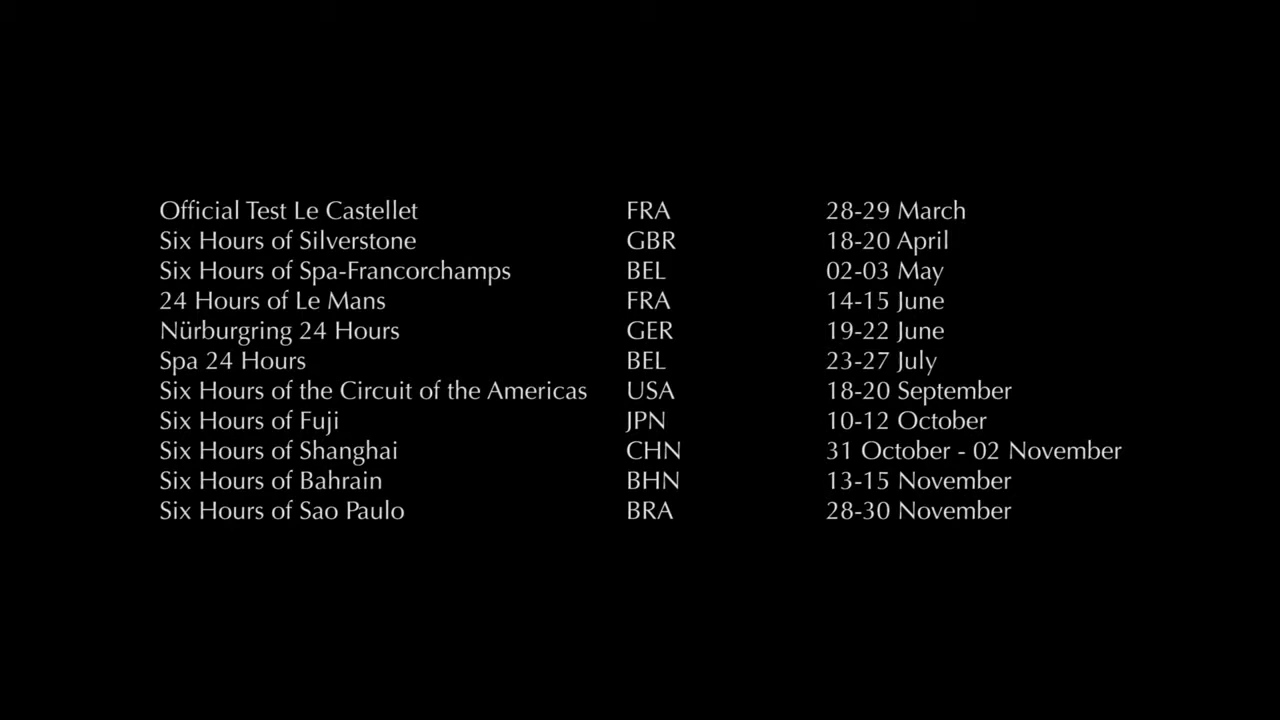 Official Test Le Castellet FRA 28-29 March
Six Hours of Silverstone GBR 18-20 April
Six Hours of Spa-Francorchamps BEL 02-03 May
24 Hours of Le Mans FRA 14-15 June
Nürburgring 24 Hours GER 19-22 June
Spa 24 Hours BEL 23-27 July
Six Hours of the Circuit of the Americas USA 18-20 September
Six Hours of Fuji JPN 10-12 October
Six Hours of Shanghai CHN 31 October - 02 November
Six Hours of Bahrain BHN 13-15 November
Six Hours of Sao Paulo BRA 28-30 November